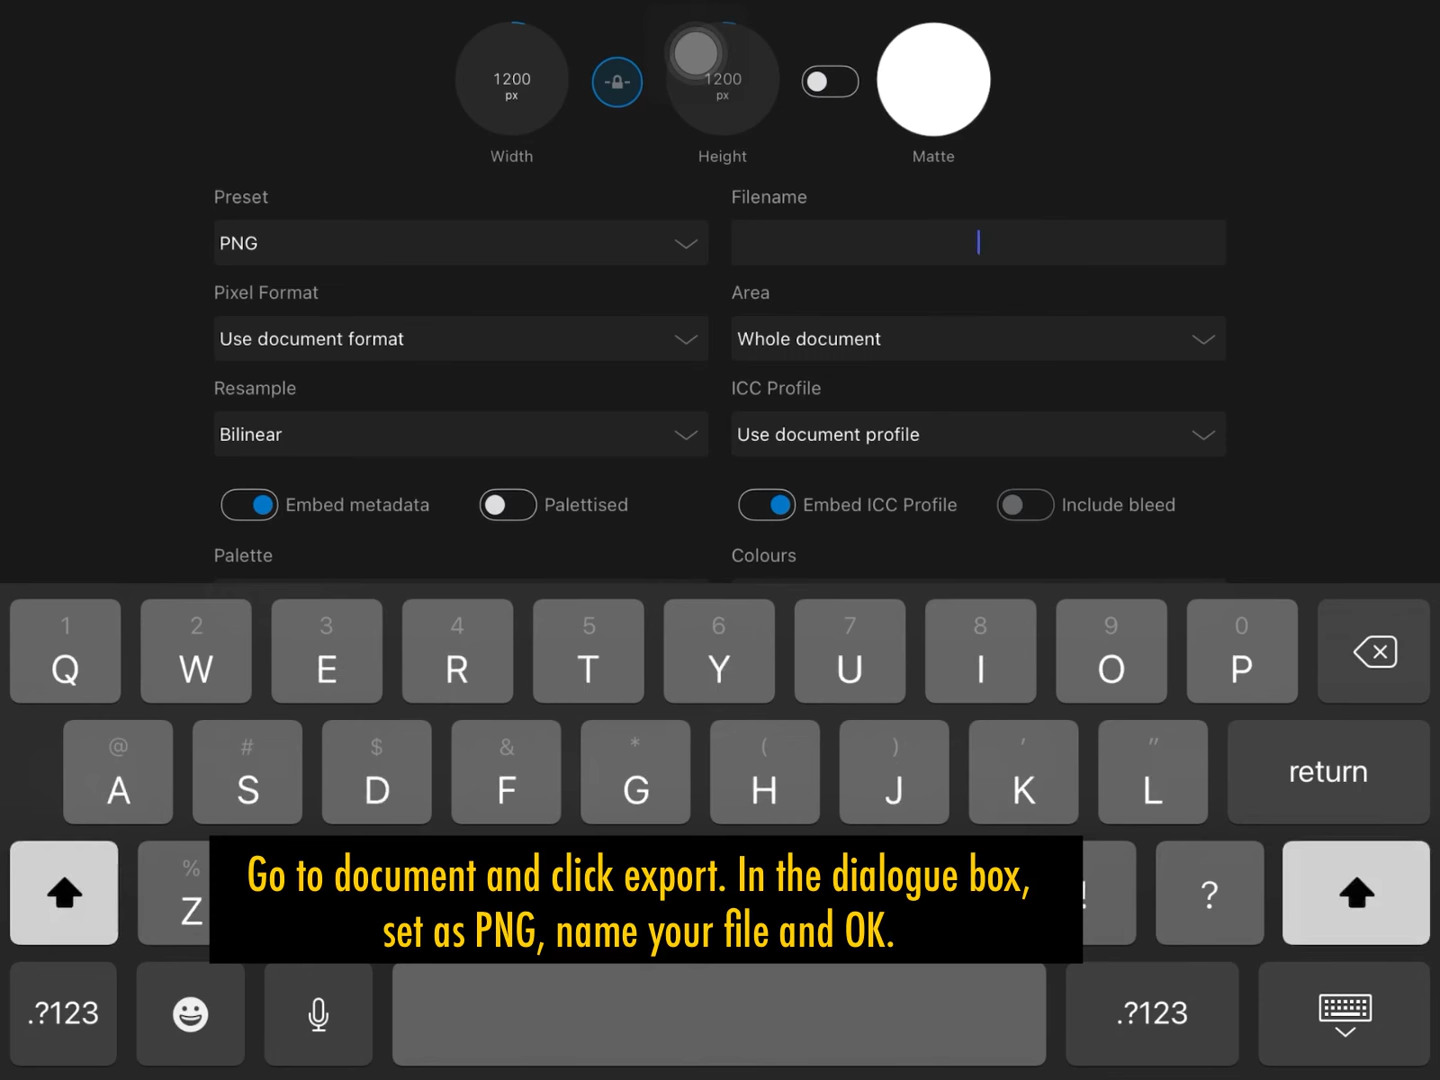 1200
px
1200
px
Width
Height
Matte
Preset
Filename
PNG
Pixel Format
Area
Use document format
Whole document
Resample
ICC Profile
Bilinear
Use document profile
Embed metadata
Palettised
Embed ICC Profile
Include bleed
Palette
Colours
1 2 3 4 5 6 7 8 9 0
Q W E R T Y U I O P
@ # $ & * ( ) ' "
A S D F G H J K L return
%
Z ! ?
Go to document and click export. In the dialogue box,
set as PNG, name your file and OK.
.?123 .?123